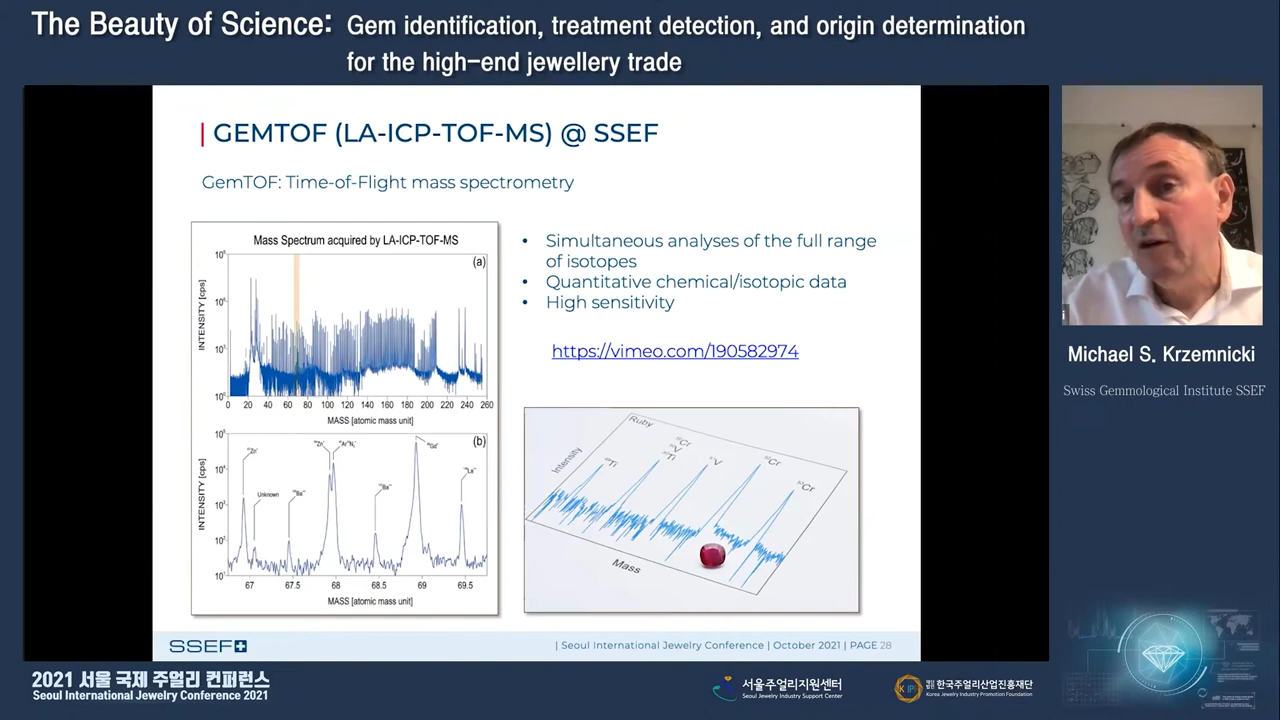 The Beauty of Science: Gem identification, treatment detection, and origin determination
for the high-end jewellery trade
| GEMTOF (LA-ICP-TOF-MS) @ SSEF
GemTOF: Time-of-Flight mass spectrometry
Mass Spectrum acquired by LA-ICP-TOF-MS
(a)
INTENSITY [cps]
0 20 40 60 80 100 120 140 160 180 200 220 240 260
MASS [atomic mass unit]
(b)
INTENSITY [cps]
Unknown
67 67.5 68 68.5 69 69.5
MASS [atomic mass unit]
• Simultaneous analyses of the full range
of isotopes
• Quantitative chemical/isotopic data
• High sensitivity
https://vimeo.com/190582974
Ruby
Intensity
Mass
SSEF
| Seoul International Jewelry Conference | October 2021 | PAGE 28
Michael S. Krzemnicki
Swiss Gemmological Institute SSEF
2021 서울 국제 주얼리 컨퍼런스
Seoul International Jewelry Conference 2021
서울주얼리지원센터
Seoul Jewelry Industry Support Center
재단법인 한국주얼리산업진흥재단
Korea Jewelry Industry Promotion Foundation